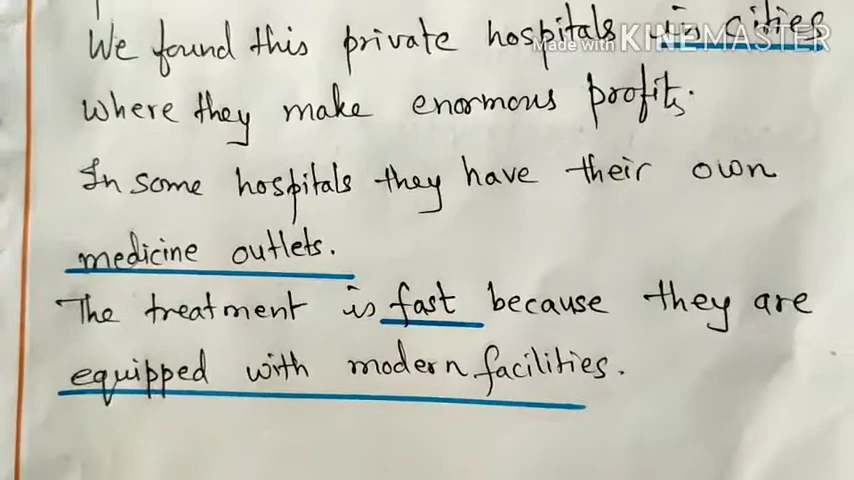 We found this private hospitals in cities
Made with KINEMASTER
where they make enormous profits.
In some hospitals they have their own
medicine outlets.
The treatment is fast because they are
equipped with modern facilities.